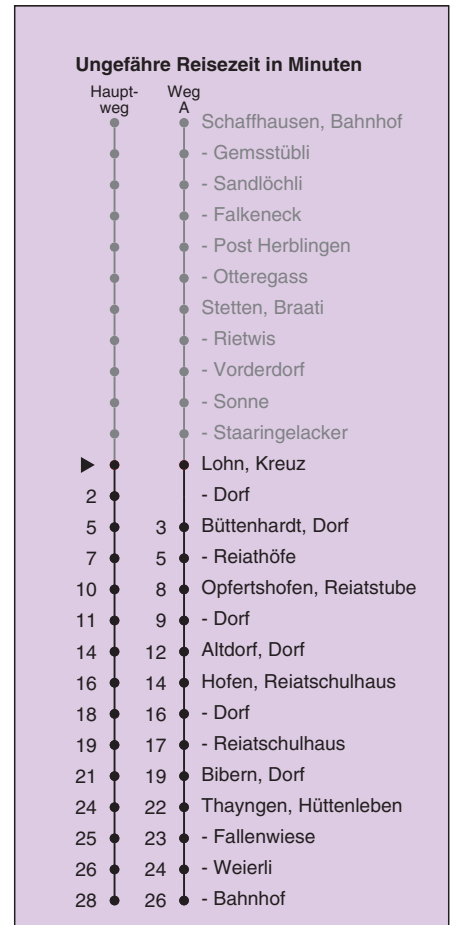 Ungefähre Reisezeit in Minuten
Haupt- Weg
weg A
Schaffhausen, Bahnhof
- Gemsstübli
- Sandlöchli
- Falkeneck
- Post Herblingen
- Otteregass
Stetten, Braati
- Rietwis
- Vorderdorf
- Sonne
- Staaringelacker
Lohn, Kreuz
2 - Dorf
5 3 Büttenhardt, Dorf
7 5 - Reiathöfe
10 8 Opfertshofen, Reiatstube
11 9 - Dorf
14 12 Altdorf, Dorf
16 14 Hofen, Reiatschulhaus
18 16 - Dorf
19 17 - Reiatschulhaus
21 19 Bibern, Dorf
24 22 Thayngen, Hüttenleben
25 23 - Fallenwiese
26 24 - Weierli
28 26 - Bahnhof